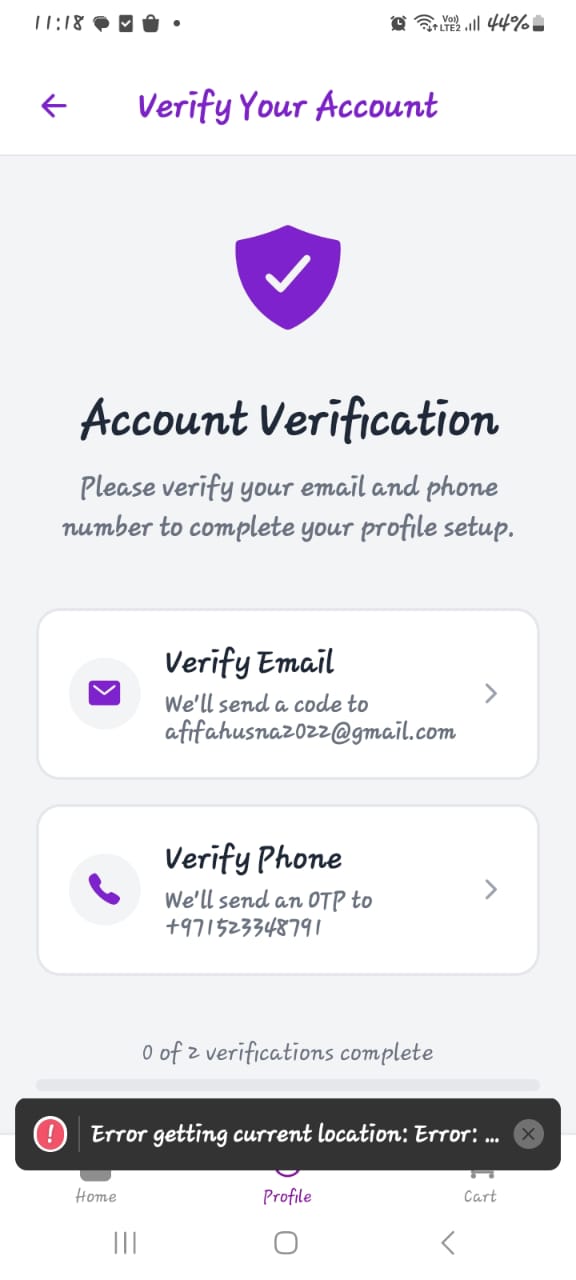 11:18
Vo))
LTE2
44%
Verify Your Account
Account Verification
Please verify your email and phone
number to complete your profile setup.
Verify Email
We'll send a code to
afifahusna2022@gmail.com
Verify Phone
We'll send an OTP to
+971523348791
0 of 2 verifications complete
Error getting current location: Error: ...
Home
Profile
Cart